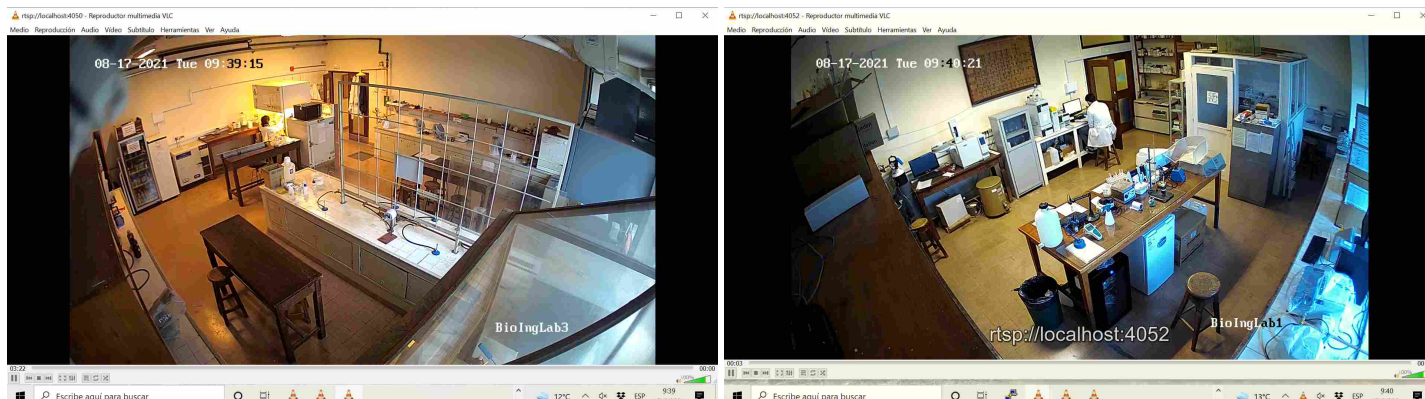 rtsp://localhost:4050 - Reproductor multimedia VLC
Medio Reproducción Audio Vídeo Subtítulo Herramientas Ver Ayuda
08-17-2021 Tue 09:39:15
BioIngLab3
03:22
00:00
100%
Escribe aquí para buscar
12°C
ESP
9:39
rtsp://localhost:4052 - Reproductor multimedia VLC
Medio Reproducción Audio Vídeo Subtítulo Herramientas Ver Ayuda
08-17-2021 Tue 09:40:21
rtsp://localhost:4052
BioIngLab1
00:03
100%
Escribe aquí para buscar
13°C
ESP
9:40